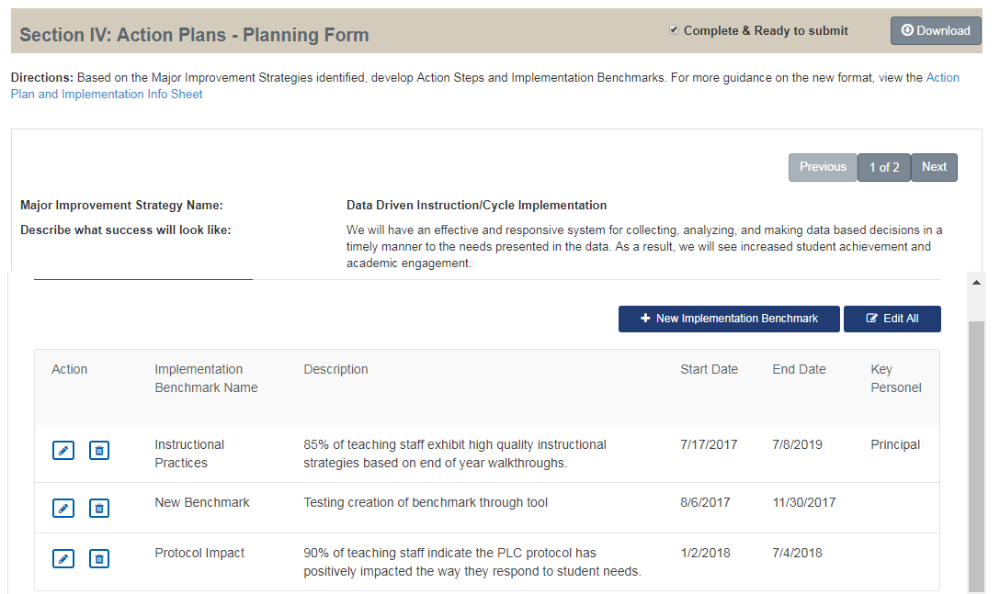 Section IV: Action Plans - Planning Form
Complete & Ready to submit
Download
Directions: Based on the Major Improvement Strategies identified, develop Action Steps and Implementation Benchmarks. For more guidance on the new format, view the Action
Plan and Implementation Info Sheet
Previous
1 of 2
Next
Major Improvement Strategy Name:
Data Driven Instruction/Cycle Implementation
Describe what success will look like:
We will have an effective and responsive system for collecting, analyzing, and making data based decisions in a
timely manner to the needs presented in the data. As a result, we will see increased student achievement and
academic engagement.
New Implementation Benchmark
Edit All
Action
Implementation
Benchmark Name
Description
Start Date
End Date
Key
Personel
Instructional
Practices
85% of teaching staff exhibit high quality instructional
strategies based on end of year walkthroughs.
7/17/2017
7/8/2019
Principal
New Benchmark
Testing creation of benchmark through tool
8/6/2017
11/30/2017
Protocol Impact
90% of teaching staff indicate the PLC protocol has
positively impacted the way they respond to student needs.
1/2/2018
7/4/2018